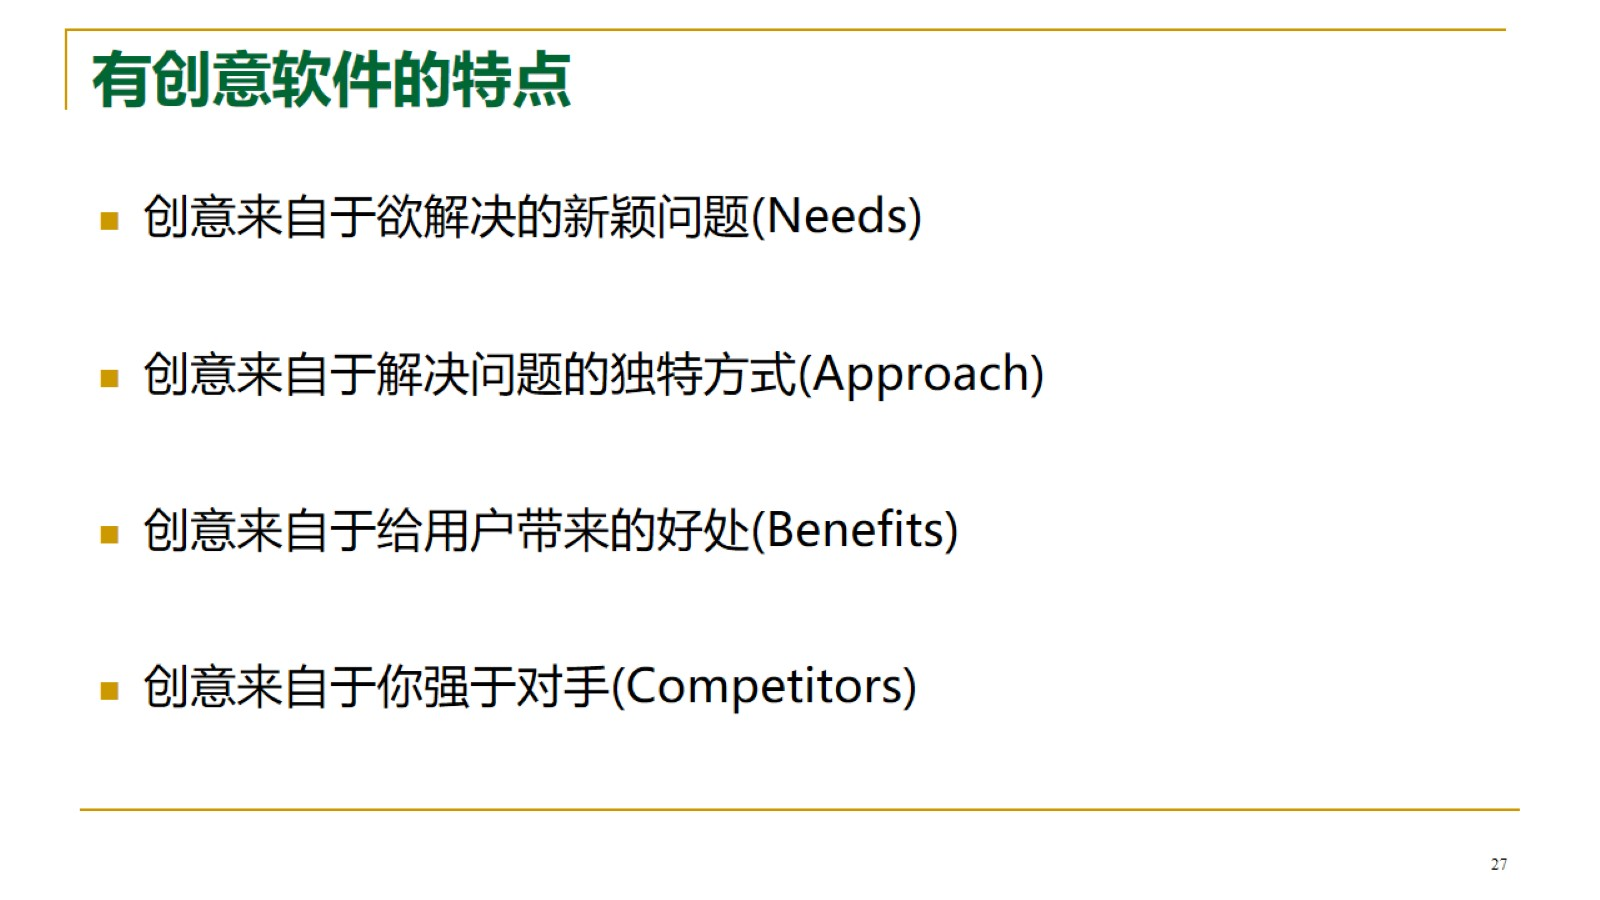 有创意软件的特点
创意来自于欲解决的新颖问题(Needs)
创意来自于解决问题的独特方式(Approach)
创意来自于给用户带来的好处(Benefits)
创意来自于你强于对手(Competitors)
27